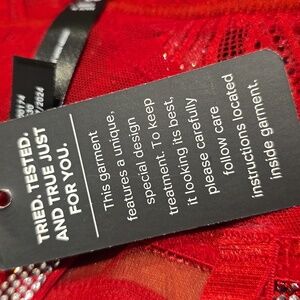 TRIED, TESTED,
AND TRUE JUST
FOR YOU.
This garment
features a unique,
special design
treatment. To keep
it looking its best,
please carefully
follow care
instructions located
inside garment.
2024